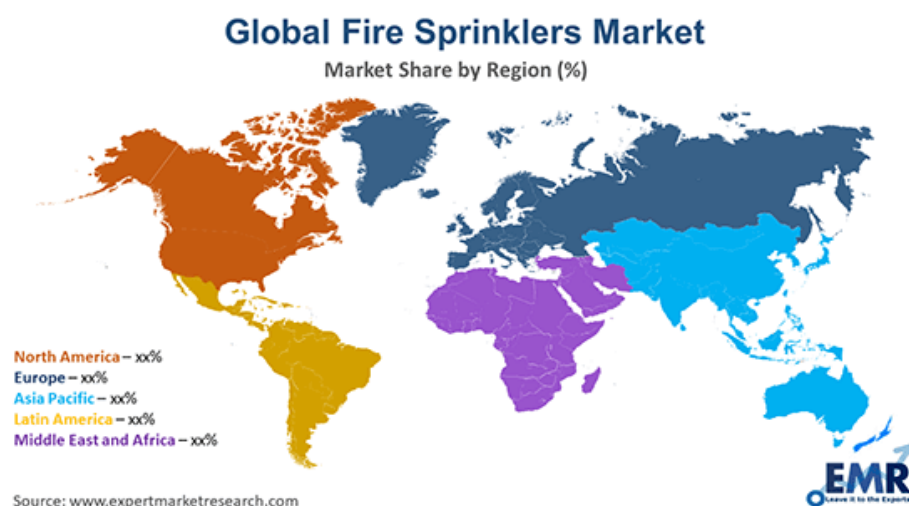 Global Fire Sprinklers Market
Market Share by Region (%)
North America – xx%
Europe – xx%
Asia Pacific – xx%
Latin America – xx%
Middle East and Africa – xx%
Source: www.expertmarketresearch.com
EMR
Leave it to the Experts